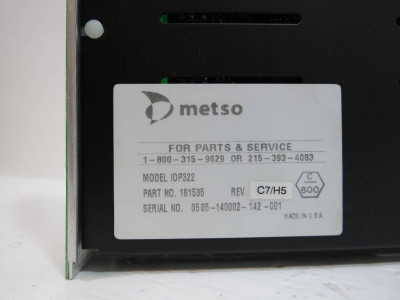 metso
FOR PARTS & SERVICE
1-800-315-9629 OR 215-393-4083
MODEL IOP322
PART NO. 181535 REV C7/H5
C
800
SERIAL NO. 0505-140002-142-001
MADE IN U.S.A.